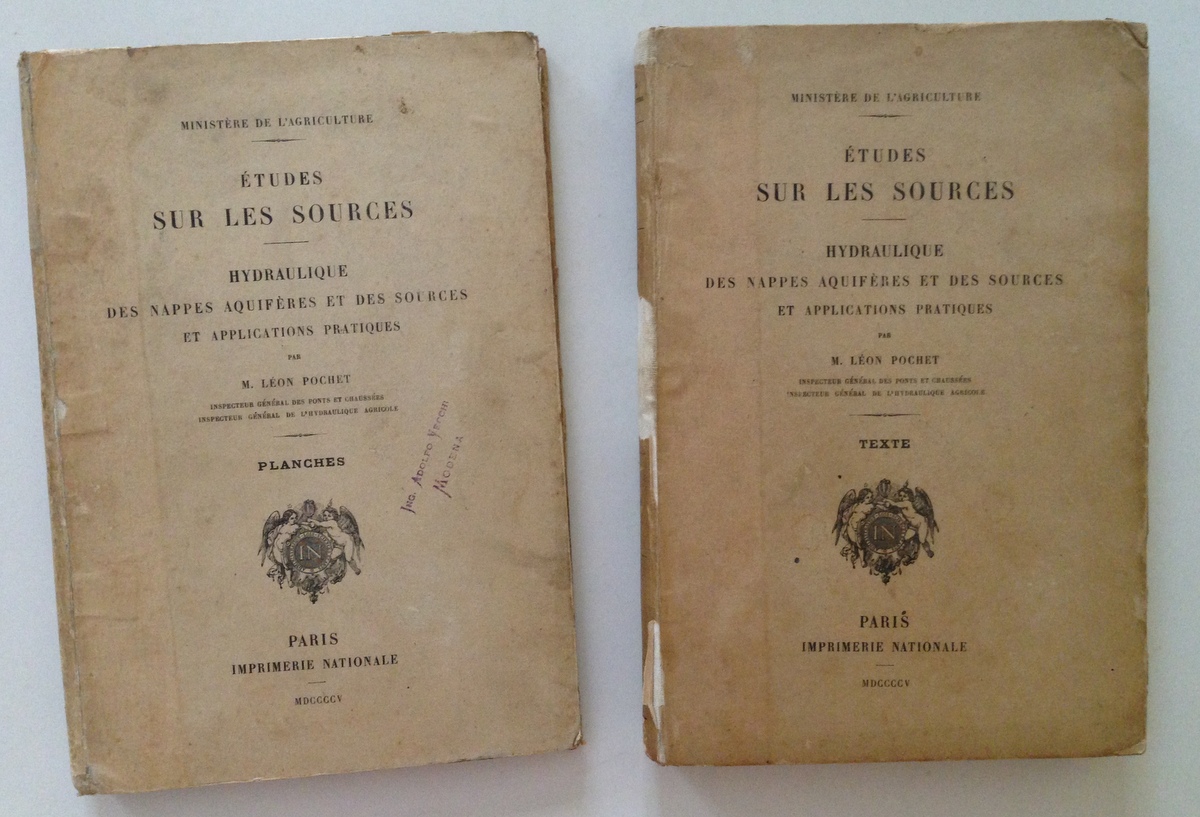 MINISTÈRE DE L'AGRICULTURE
ÉTUDES
SUR LES SOURCES
HYDRAULIQUE
DES NAPPES AQUIFÈRES ET DES SOURCES
ET APPLICATIONS PRATIQUES
PAR
M. LÉON POCHET
INSPECTEUR GÉNÉRAL DES PONTS ET CHAUSSÉES
INSPECTEUR GÉNÉRAL DE L'HYDRAULIQUE AGRICOLE
PLANCHES
ING. ADOLFO
MODENA
IN
PARIS
IMPRIMERIE NATIONALE
MDCCCCV
MINISTÈRE DE L'AGRICULTURE
ÉTUDES
SUR LES SOURCES
HYDRAULIQUE
DES NAPPES AQUIFÈRES ET DES SOURCES
ET APPLICATIONS PRATIQUES
PAR
M. LÉON POCHET
INSPECTEUR GÉNÉRAL DES PONTS ET CHAUSSÉES
INSPECTEUR GÉNÉRAL DE L'HYDRAULIQUE AGRICOLE
TEXTE
IN
PARIS
IMPRIMERIE NATIONALE
MDCCCCV